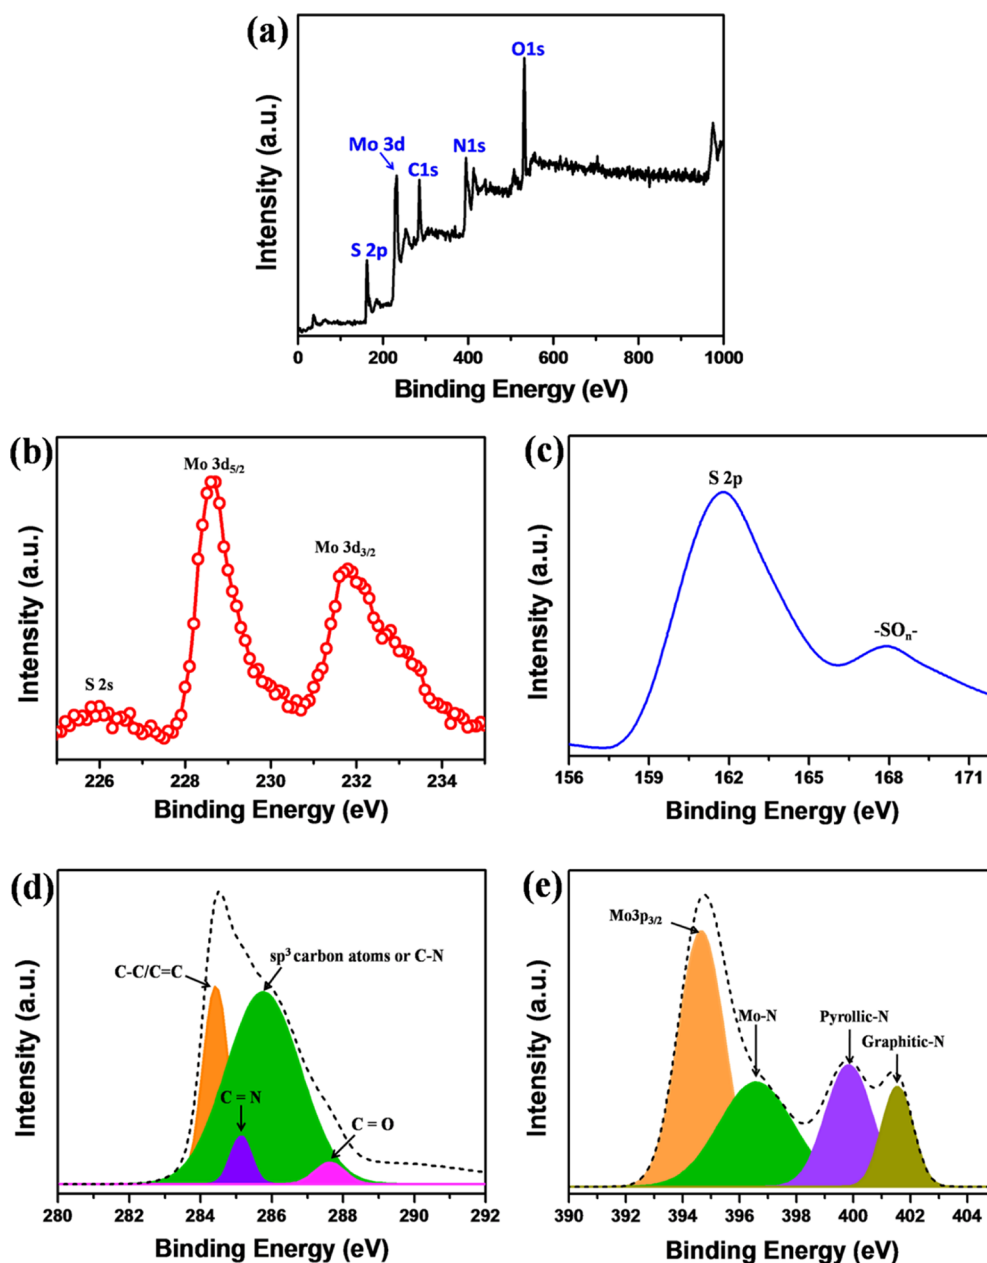 (a)
O1s
Mo 3d
N1s
C1s
S 2p
Intensity (a.u.)
0 200 400 600 800 1000
Binding Energy (eV)
(b)
Mo 3d5/2
Mo 3d3/2
S 2s
Intensity (a.u.)
226 228 230 232 234
Binding Energy (eV)
(c)
S 2p
-SOn-
Intensity (a.u.)
156 159 162 165 168 171
Binding Energy (eV)
(d)
sp3 carbon atoms or C-N
C-C/C=C
C = N
C = O
Intensity (a.u.)
280 282 284 286 288 290 292
Binding Energy (eV)
(e)
Mo3p3/2
Mo-N
Pyrollic-N
Graphitic-N
Intensity (a.u.)
390 392 394 396 398 400 402 404
Binding Energy (eV)